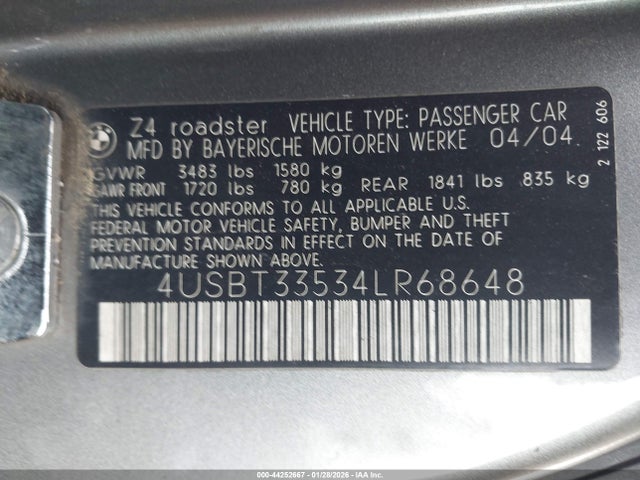 BMW
Z4 roadster VEHICLE TYPE: PASSENGER CAR
MFD BY BAYERISCHE MOTOREN WERKE 04/04
GVWR 3483 lbs 1580 kg
GAWR FRONT 1720 lbs 780 kg REAR 1841 lbs 835 kg
THIS VEHICLE CONFORMS TO ALL APPLICABLE U.S.
FEDERAL MOTOR VEHICLE SAFETY, BUMPER AND THEFT
PREVENTION STANDARDS IN EFFECT ON THE DATE OF
MANUFACTURE SHOWN ABOVE.
4USBT33534LR68648
2 122 606
000-44252667 - 01/28/2026 - IAA Inc.